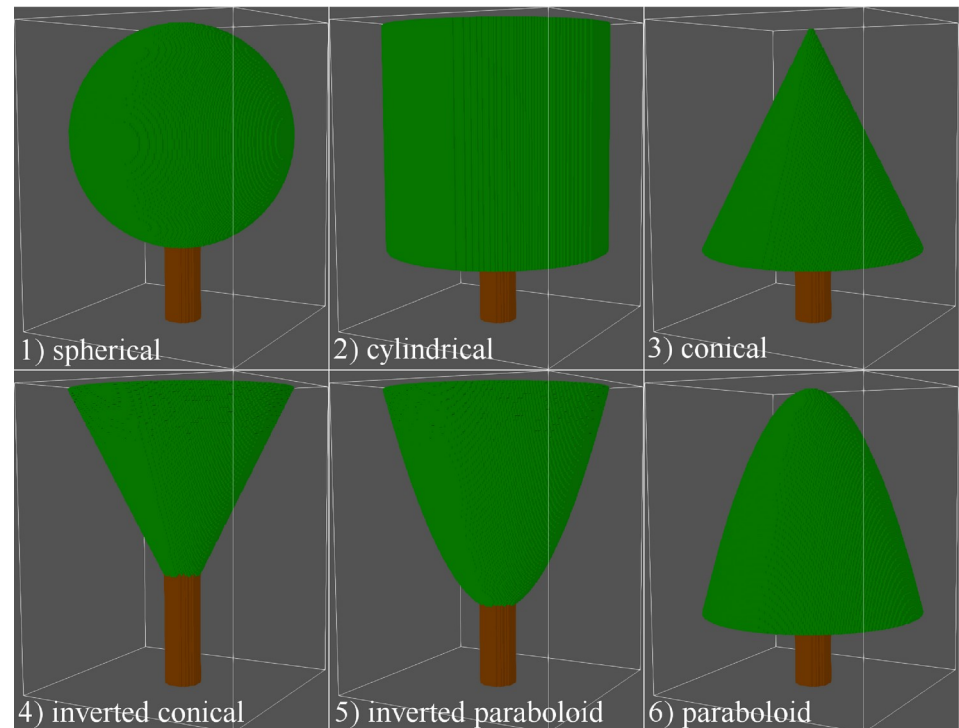 1) spherical
2) cylindrical
3) conical
4) inverted conical
5) inverted paraboloid
6) paraboloid